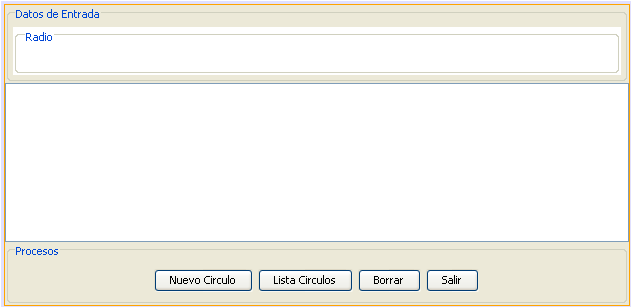 Datos de Entrada
Radio
Procesos
Nuevo Circulo Lista Circulos Borrar Salir